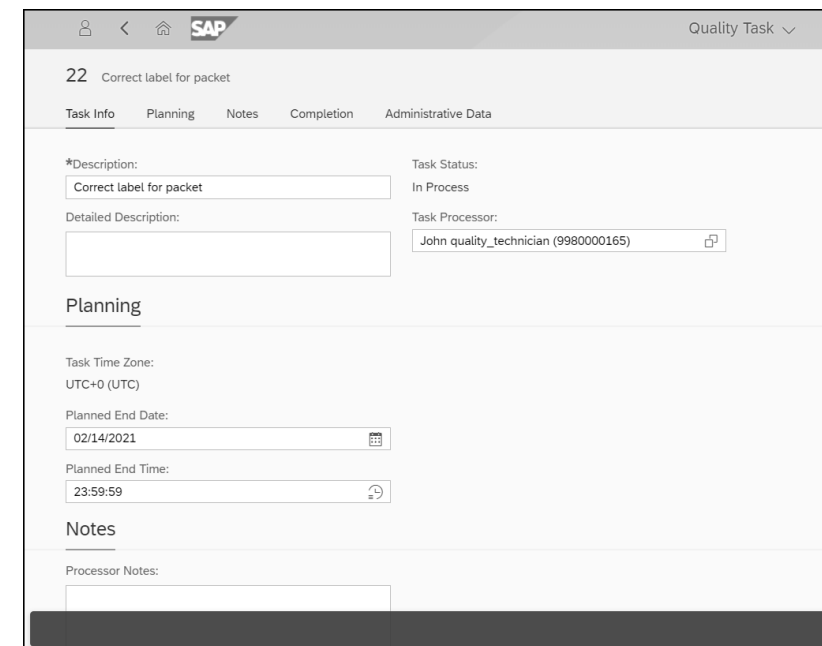 SAP Quality Task
22 Correct label for packet
Task Info Planning Notes Completion Administrative Data
*Description:
Correct label for packet
Task Status:
In Process
Detailed Description:
Task Processor:
John quality_technician (9980000165)
Planning
Task Time Zone:
UTC+0 (UTC)
Planned End Date:
02/14/2021
Planned End Time:
23:59:59
Notes
Processor Notes: